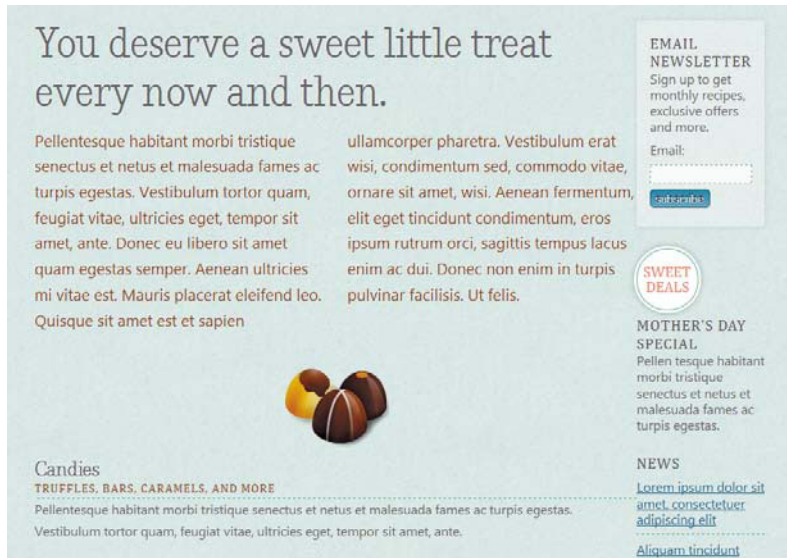 You deserve a sweet little treat
every now and then.
Pellentesque habitant morbi tristique
senectus et netus et malesuada fames ac
turpis egestas. Vestibulum tortor quam,
feugiat vitae, ultricies eget, tempor sit
amet, ante. Donec eu libero sit amet
quam egestas semper. Aenean ultricies
mi vitae est. Mauris placerat eleifend leo.
Quisque sit amet est et sapien
ullamcorper pharetra. Vestibulum erat
wisi, condimentum sed, commodo vitae,
ornare sit amet, wisi. Aenean fermentum,
elit eget tincidunt condimentum, eros
ipsum rutrum orci, sagittis tempus lacus
enim ac dui. Donec non enim in turpis
pulvinar facilisis. Ut felis.
Candies
TRUFFLES, BARS, CARAMELS, AND MORE
Pellentesque habitant morbi tristique senectus et netus et malesuada fames ac turpis egestas.
Vestibulum tortor quam, feugiat vitae, ultricies eget, tempor sit amet, ante.
EMAIL
NEWSLETTER
Sign up to get
monthly recipes,
exclusive offers
and more.
Email:
subscribe
SWEET
DEALS
MOTHER'S DAY
SPECIAL
Pellen tesque habitant
morbi tristique
senectus et netus et
malesuada fames ac
turpis egestas.
NEWS
Lorem ipsum dolor sit
amet, consectetuer
adipiscing elit
Aliquam tincidunt